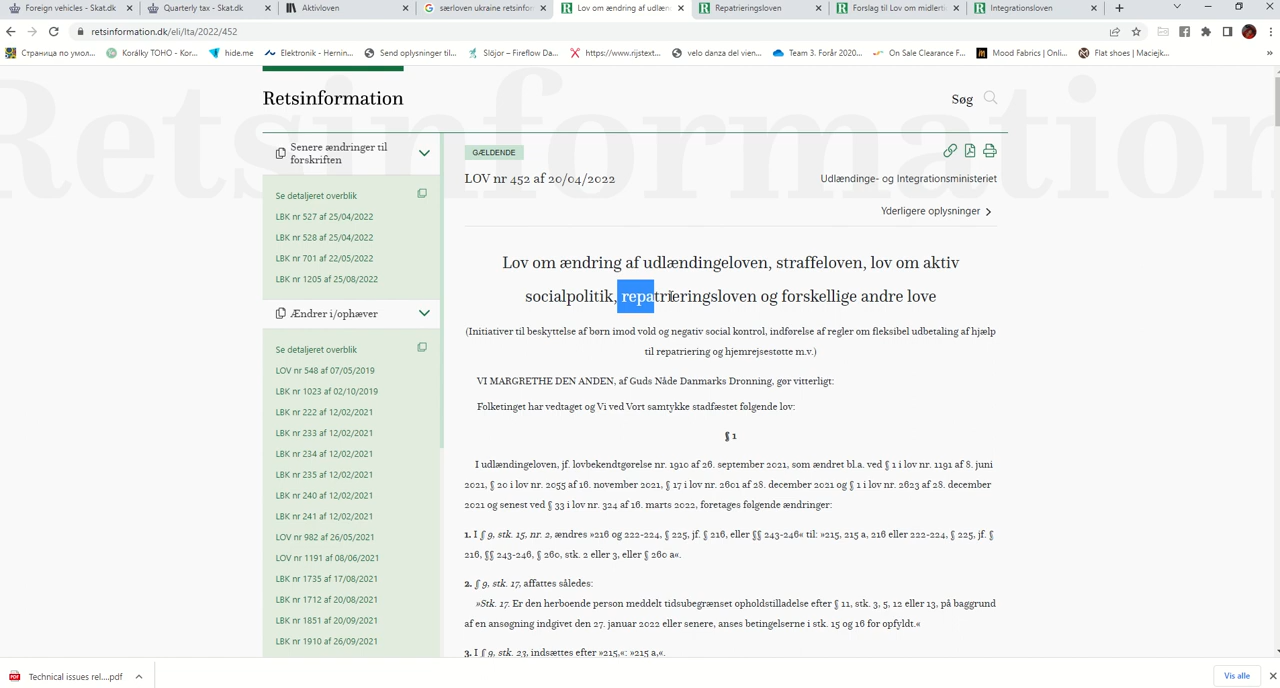 Foreign vehicles - Skat.dk
Quarterly tax - Skat.dk
Aktivloven
særloven ukraine retsinfor
Lov om ændring af udlæn
Repatrieringsloven
Forslag til Lov om midlerti
Integrationsloven
retsinformation.dk/eli/lta/2022/452
Страница по умол...
Korálky TOHO - Kor...
hide.me
Elektronik - Hernin...
Send oplysninger til...
Slöjor – Fireflow Da...
https://www.rijstext...
velo danza del vien...
Team 3. Forår 2020...
On Sale Clearance F...
Mood Fabrics | Onli...
Flat shoes | Maciejk...
Retsinformation
Retsinformation
Søg
Senere ændringer til
forskriften
Se detaljeret overblik
LBK nr 527 af 25/04/2022
LBK nr 528 af 25/04/2022
LBK nr 701 af 22/05/2022
LBK nr 1205 af 25/08/2022
Ændrer i/ophæver
Se detaljeret overblik
LOV nr 548 af 07/05/2019
LBK nr 1023 af 02/10/2019
LBK nr 222 af 12/02/2021
LBK nr 233 af 12/02/2021
LBK nr 234 af 12/02/2021
LBK nr 235 af 12/02/2021
LBK nr 240 af 12/02/2021
LBK nr 241 af 12/02/2021
LOV nr 982 af 26/05/2021
LOV nr 1191 af 08/06/2021
LBK nr 1735 af 17/08/2021
LBK nr 1712 af 20/08/2021
LBK nr 1851 af 20/09/2021
LBK nr 1910 af 26/09/2021
GÆLDENDE
LOV nr 452 af 20/04/2022
Udlændinge- og Integrationsministeriet
Yderligere oplysninger
Lov om ændring af udlændingeloven, straffeloven, lov om aktiv
socialpolitik, repatrieringsloven og forskellige andre love
(Initiativer til beskyttelse af børn imod vold og negativ social kontrol, indførelse af regler om fleksibel udbetaling af hjælp
til repatriering og hjemrejsestøtte m.v.)
VI MARGRETHE DEN ANDEN, af Guds Nåde Danmarks Dronning, gør vitterligt:
Folketinget har vedtaget og Vi ved Vort samtykke stadfæstet følgende lov:
§ 1
I udlændingeloven, jf. lovbekendtgørelse nr. 1910 af 26. september 2021, som ændret bl.a. ved § 1 i lov nr. 1191 af 8. juni
2021, § 20 i lov nr. 2055 af 16. november 2021, § 17 i lov nr. 2601 af 28. december 2021 og § 1 i lov nr. 2623 af 28. december
2021 og senest ved § 33 i lov nr. 324 af 16. marts 2022, foretages følgende ændringer:
1. I § 9, stk. 15, nr. 2, ændres »216 og 222-224, § 225, jf. § 216, eller §§ 243-246« til: »215, 215 a, 216 eller 222-224, § 225, jf. §
216, §§ 243-246, § 260, stk. 2 eller 3, eller § 260 a«.
2. § 9, stk. 17, affattes således:
»Stk. 17. Er den herboende person meddelt tidsubegrænset opholdstilladelse efter § 11, stk. 3, 5, 12 eller 13, på baggrund
af en ansøgning indgivet den 27. januar 2022 eller senere, anses betingelserne i stk. 15 og 16 for opfyldt.«
3. I § 9, stk. 23, indsættes efter »215,«: »215 a,«.
Technical issues rel....pdf
Vis alle